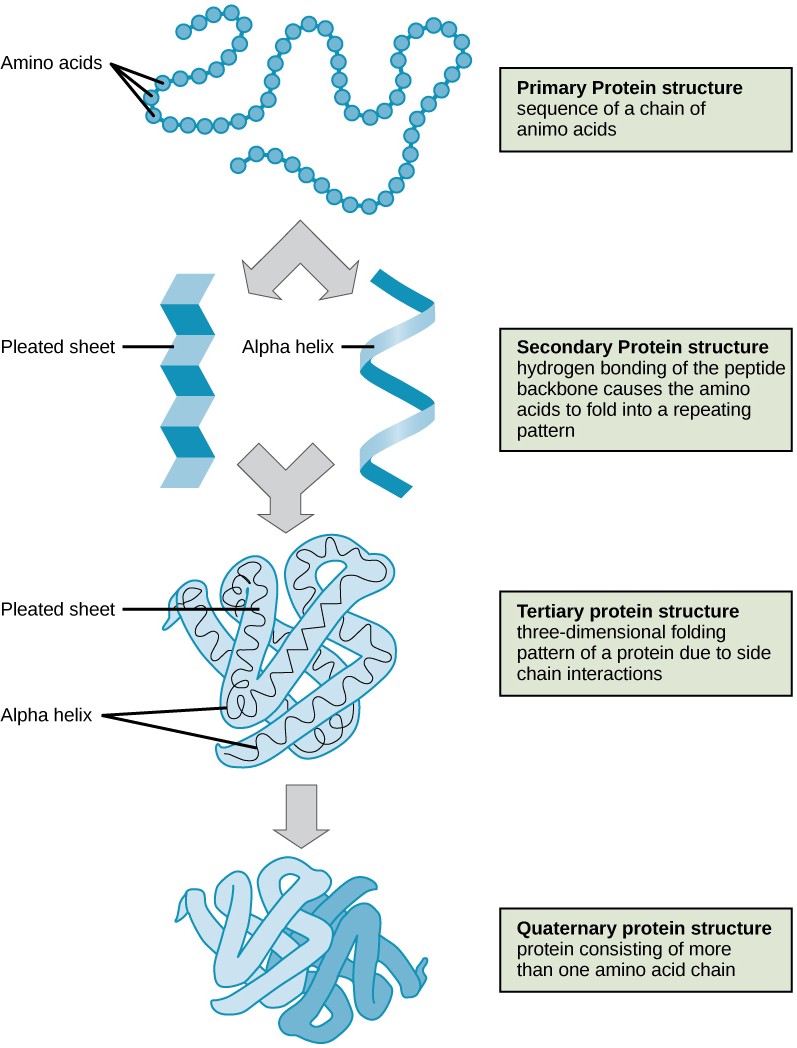 Amino acids
Primary Protein structure
sequence of a chain of
animo acids
Pleated sheet
Alpha helix
Secondary Protein structure
hydrogen bonding of the peptide
backbone causes the amino
acids to fold into a repeating
pattern
Pleated sheet
Alpha helix
Tertiary protein structure
three-dimensional folding
pattern of a protein due to side
chain interactions
Quaternary protein structure
protein consisting of more
than one amino acid chain